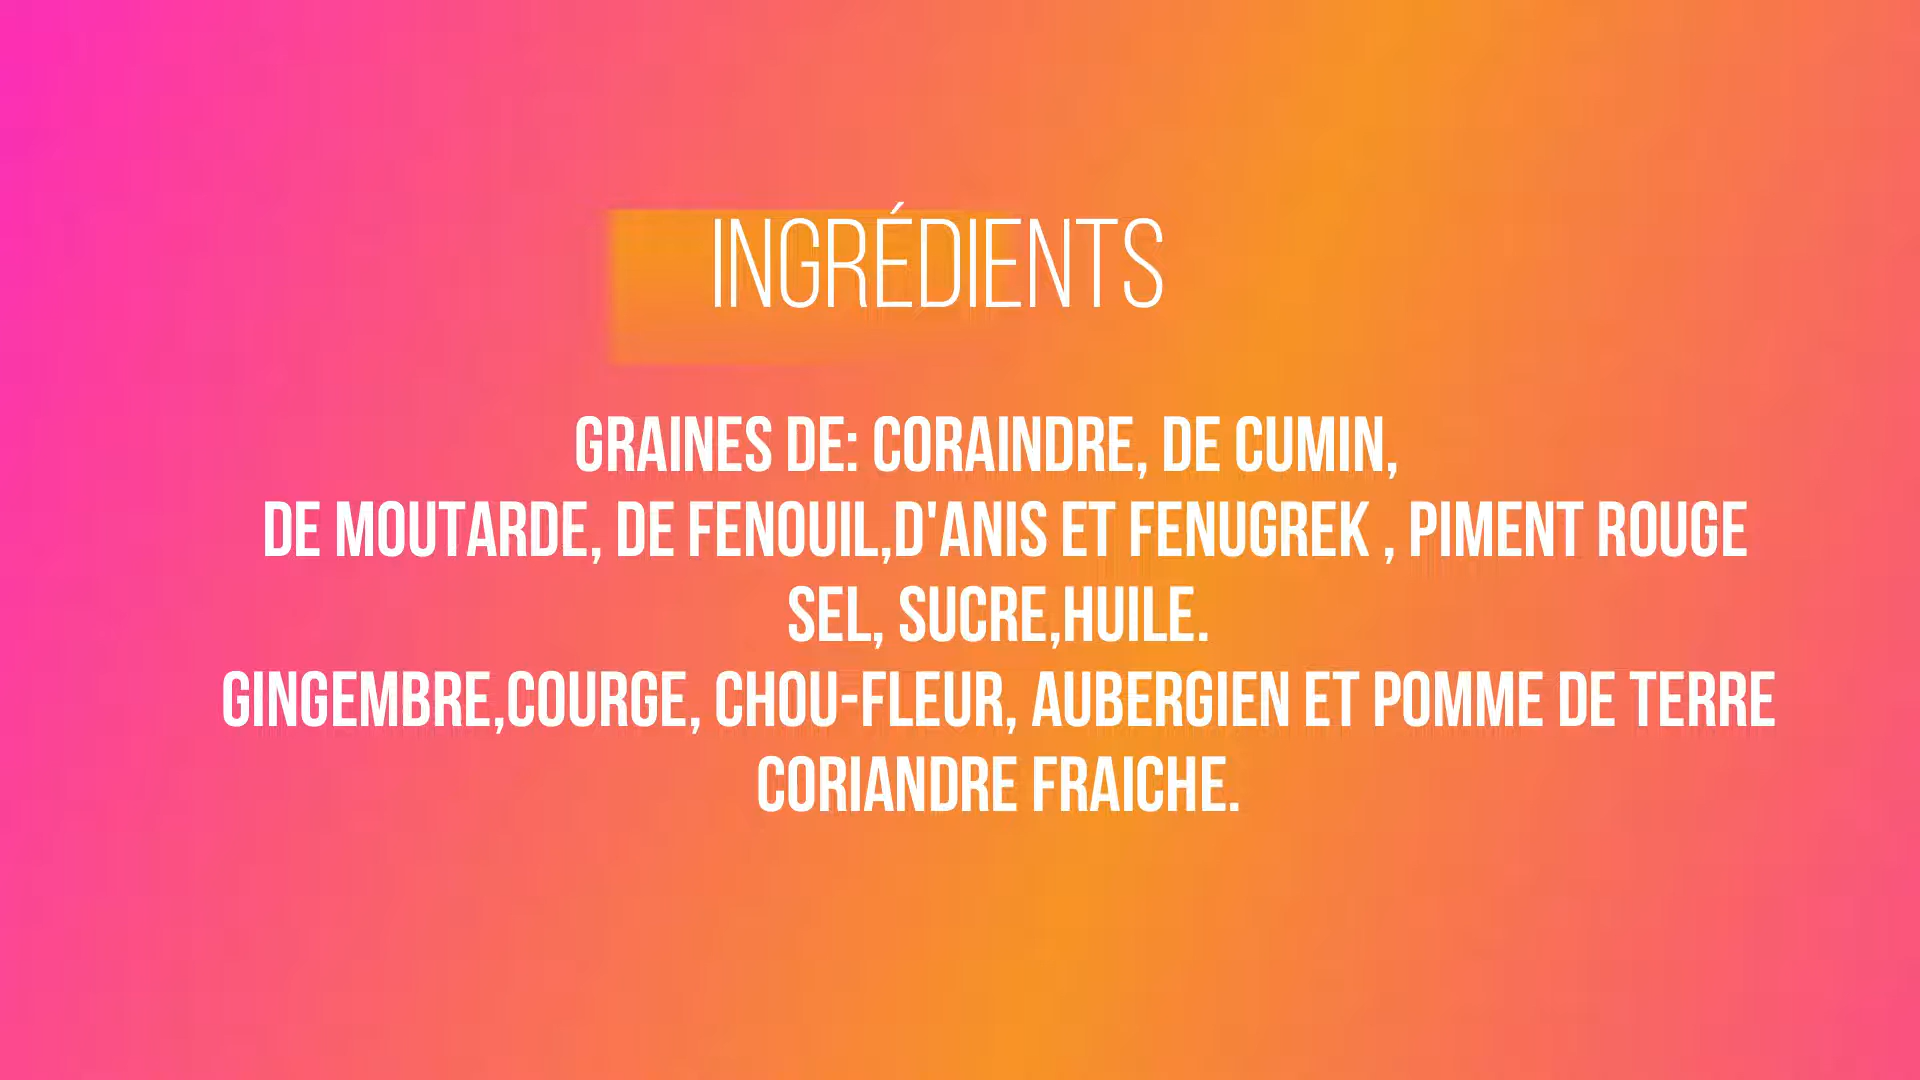 INGRÉDIENTS
GRAINES DE: CORAINDRE, DE CUMIN,
DE MOUTARDE, DE FENOUIL,D'ANIS ET FENUGREK , PIMENT ROUGE
SEL, SUCRE,HUILE.
GINGEMBRE,COURGE, CHOU-FLEUR, AUBERGIEN ET POMME DE TERRE
CORIANDRE FRAICHE.